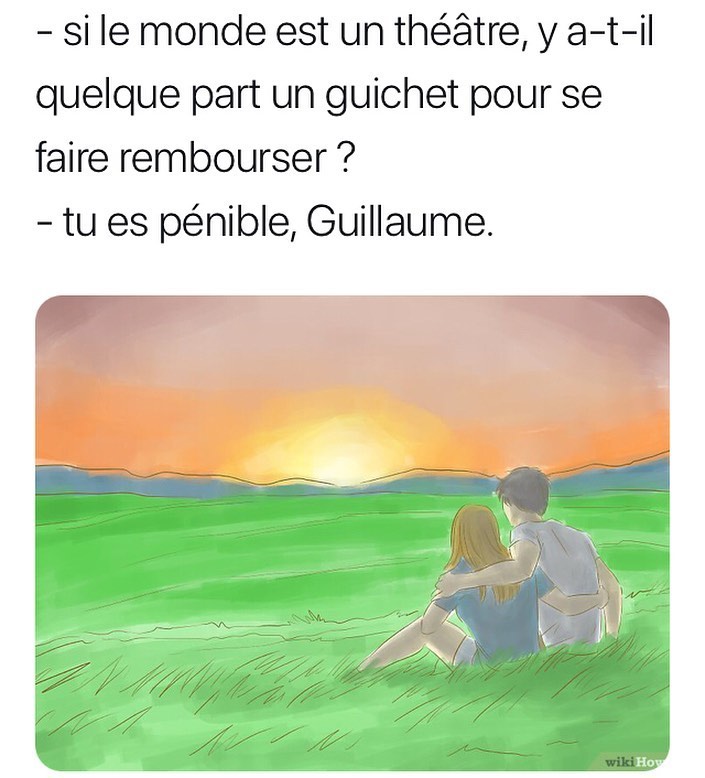 - si le monde est un théâtre, y a-t-il
quelque part un guichet pour se
faire rembourser ?
- tu es pénible, Guillaume.
wikiHow